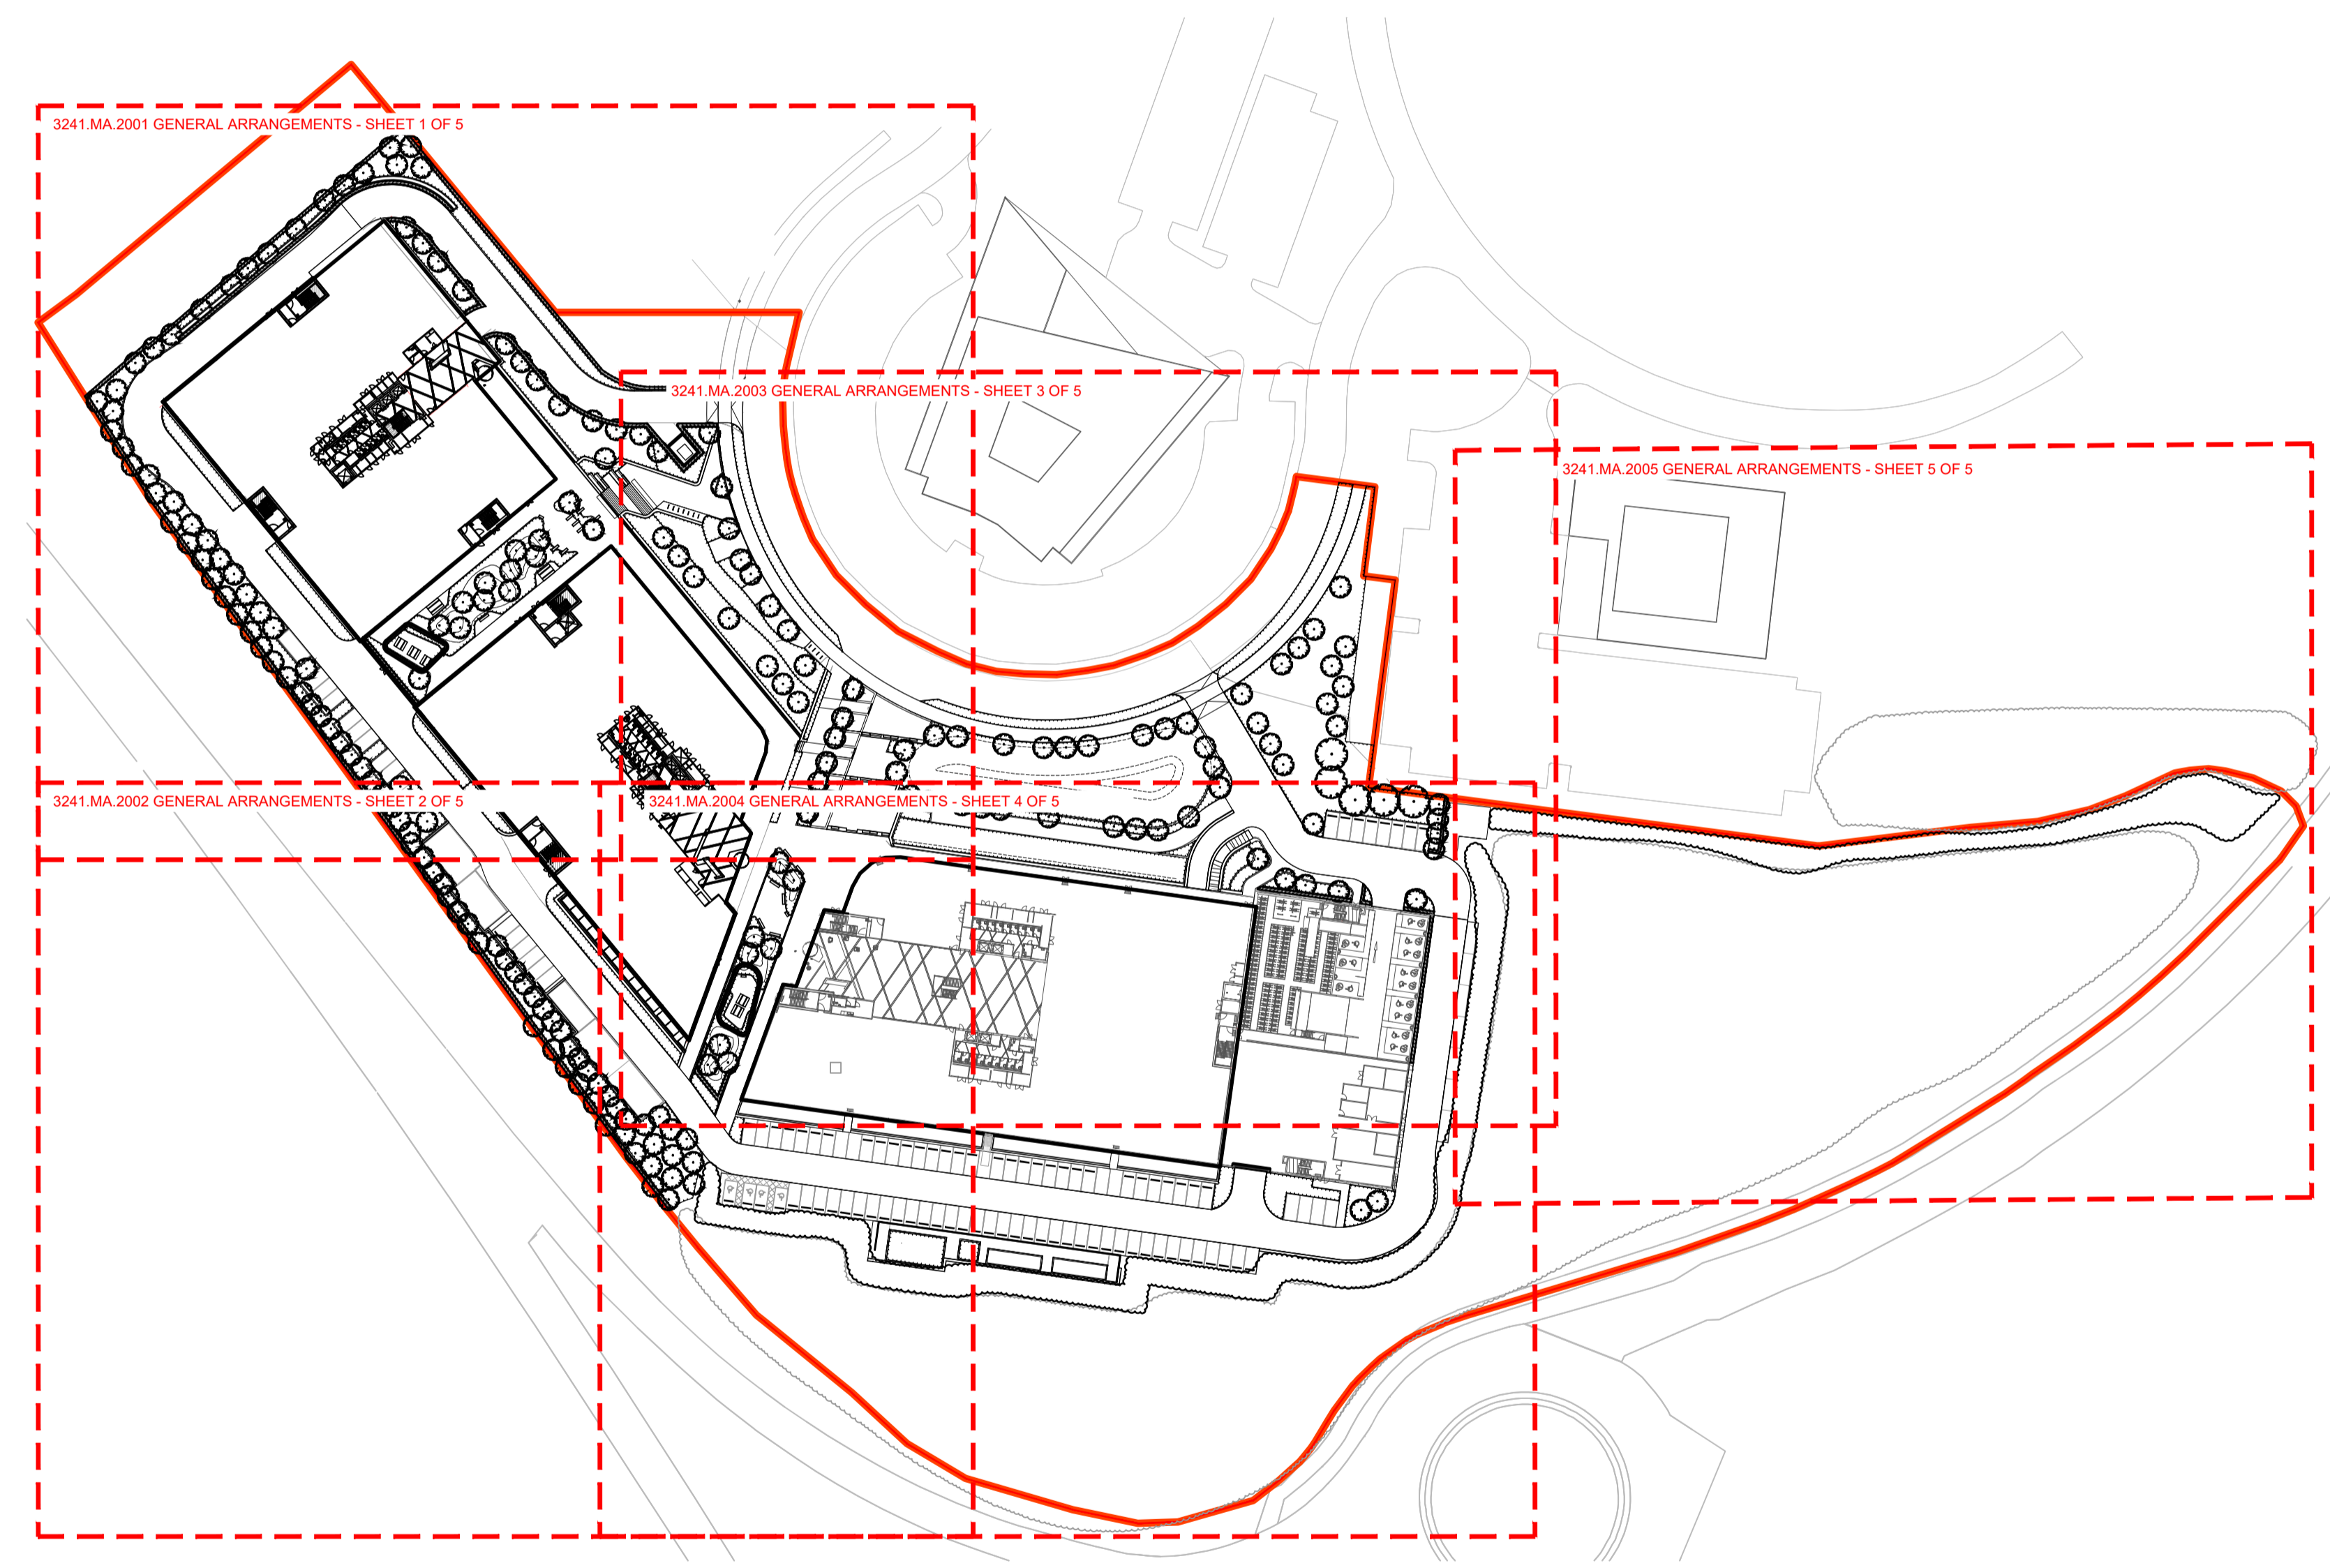 3241.MA.2001 GENERAL ARRANGEMENTS - SHEET 1 OF 5
3241.MA.2003 GENERAL ARRANGEMENTS - SHEET 3 OF 5
3241.MA.2005 GENERAL ARRANGEMENTS - SHEET 5 OF 5
3241.MA.2002 GENERAL ARRANGEMENTS - SHEET 2 OF 5
3241.MA.2004 GENERAL ARRANGEMENTS - SHEET 4 OF 5